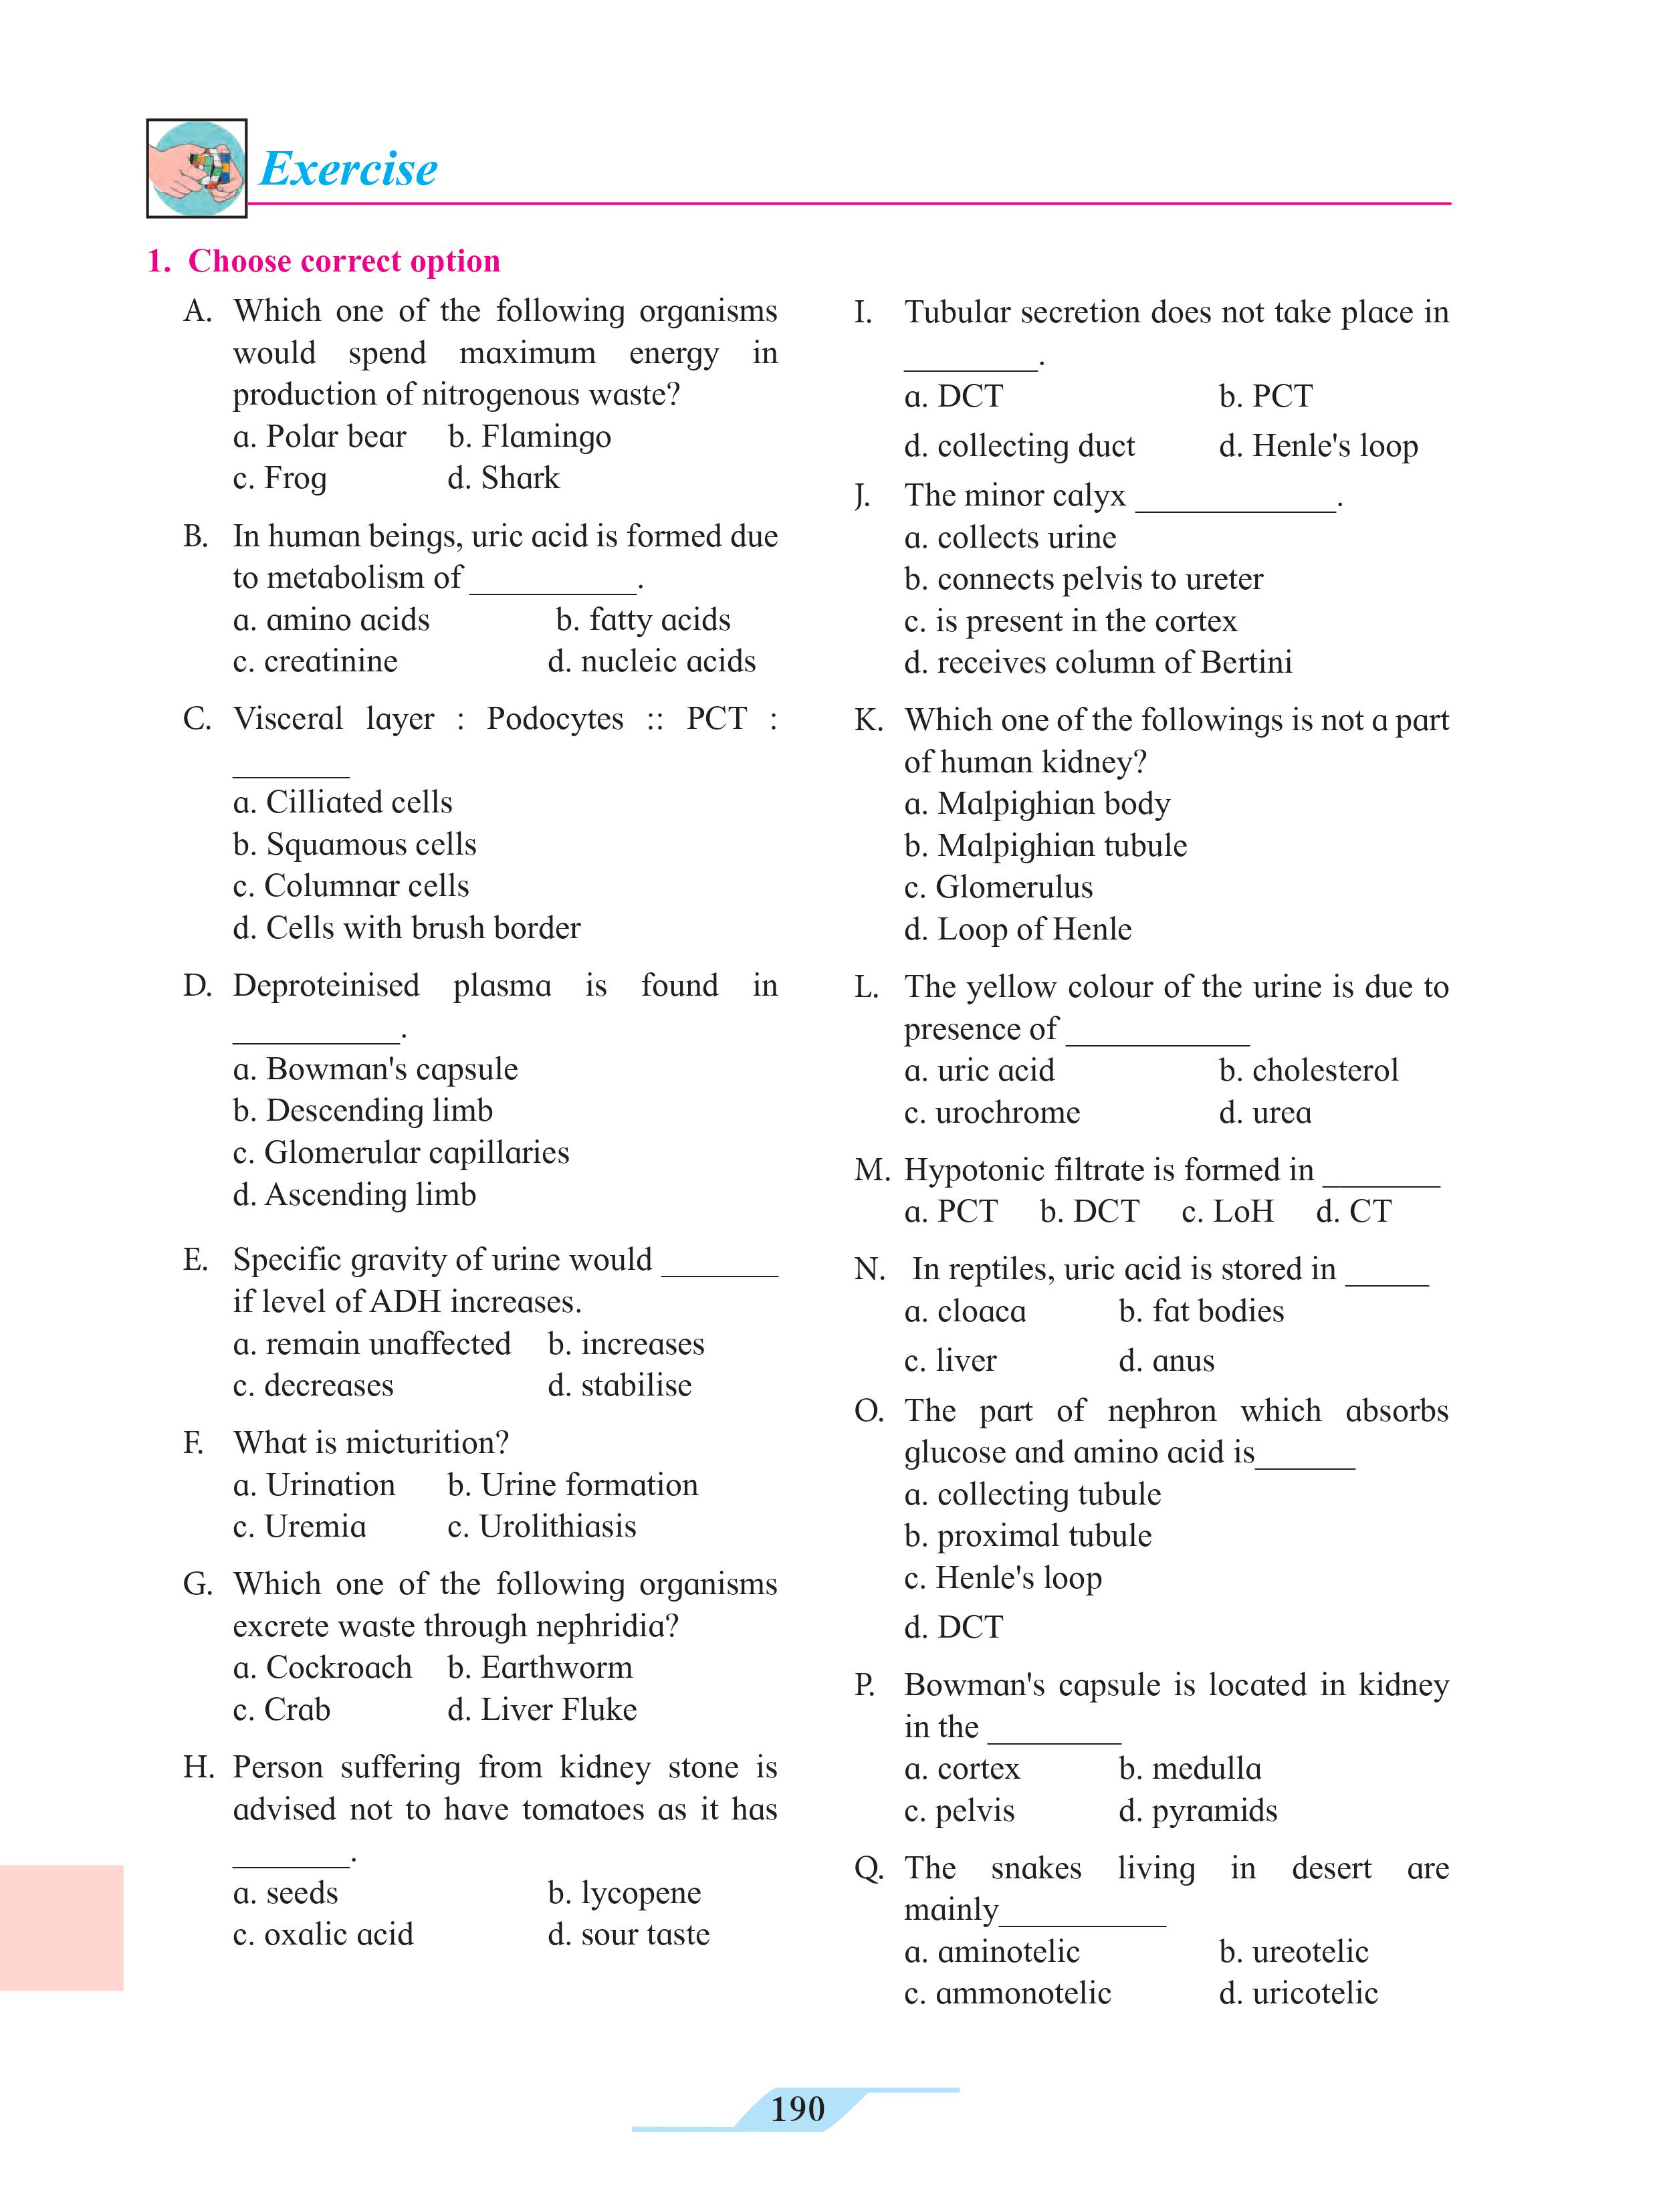 Exercise
1. Choose correct option
A. Which one of the following organisms
would spend maximum energy in
production of nitrogenous waste?
a. Polar bear b. Flamingo
c. Frog d. Shark
B. In human beings, uric acid is formed due
to metabolism of __________.
a. amino acids b. fatty acids
c. creatinine d. nucleic acids
C. Visceral layer : Podocytes :: PCT :
_______
a. Cilliated cells
b. Squamous cells
c. Columnar cells
d. Cells with brush border
D. Deproteinised plasma is found in
__________.
a. Bowman's capsule
b. Descending limb
c. Glomerular capillaries
d. Ascending limb
E. Specific gravity of urine would _______
if level of ADH increases.
a. remain unaffected b. increases
c. decreases d. stabilise
F. What is micturition?
a. Urination b. Urine formation
c. Uremia c. Urolithiasis
G. Which one of the following organisms
excrete waste through nephridia?
a. Cockroach b. Earthworm
c. Crab d. Liver Fluke
H. Person suffering from kidney stone is
advised not to have tomatoes as it has
_______.
a. seeds b. lycopene
c. oxalic acid d. sour taste
I. Tubular secretion does not take place in
________.
a. DCT b. PCT
d. collecting duct d. Henle's loop
J. The minor calyx ____________.
a. collects urine
b. connects pelvis to ureter
c. is present in the cortex
d. receives column of Bertini
K. Which one of the followings is not a part
of human kidney?
a. Malpighian body
b. Malpighian tubule
c. Glomerulus
d. Loop of Henle
L. The yellow colour of the urine is due to
presence of ___________
a. uric acid b. cholesterol
c. urochrome d. urea
M. Hypotonic filtrate is formed in _______
a. PCT b. DCT c. LoH d. CT
N. In reptiles, uric acid is stored in _____
a. cloaca b. fat bodies
c. liver d. anus
O. The part of nephron which absorbs
glucose and amino acid is______
a. collecting tubule
b. proximal tubule
c. Henle's loop
d. DCT
P. Bowman's capsule is located in kidney
in the ________
a. cortex b. medulla
c. pelvis d. pyramids
Q. The snakes living in desert are
mainly__________
a. aminotelic b. ureotelic
c. ammonotelic d. uricotelic
190